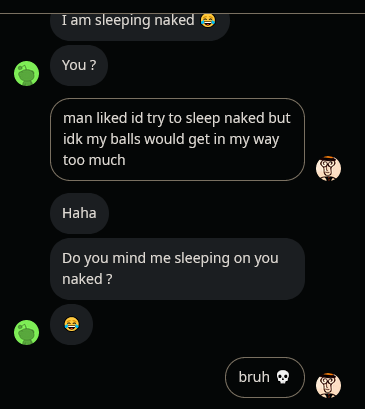 I am sleeping naked 😂
You ?
man liked id try to sleep naked but
idk my balls would get in my way
too much
Haha
Do you mind me sleeping on you
naked ?
😂
bruh 💀